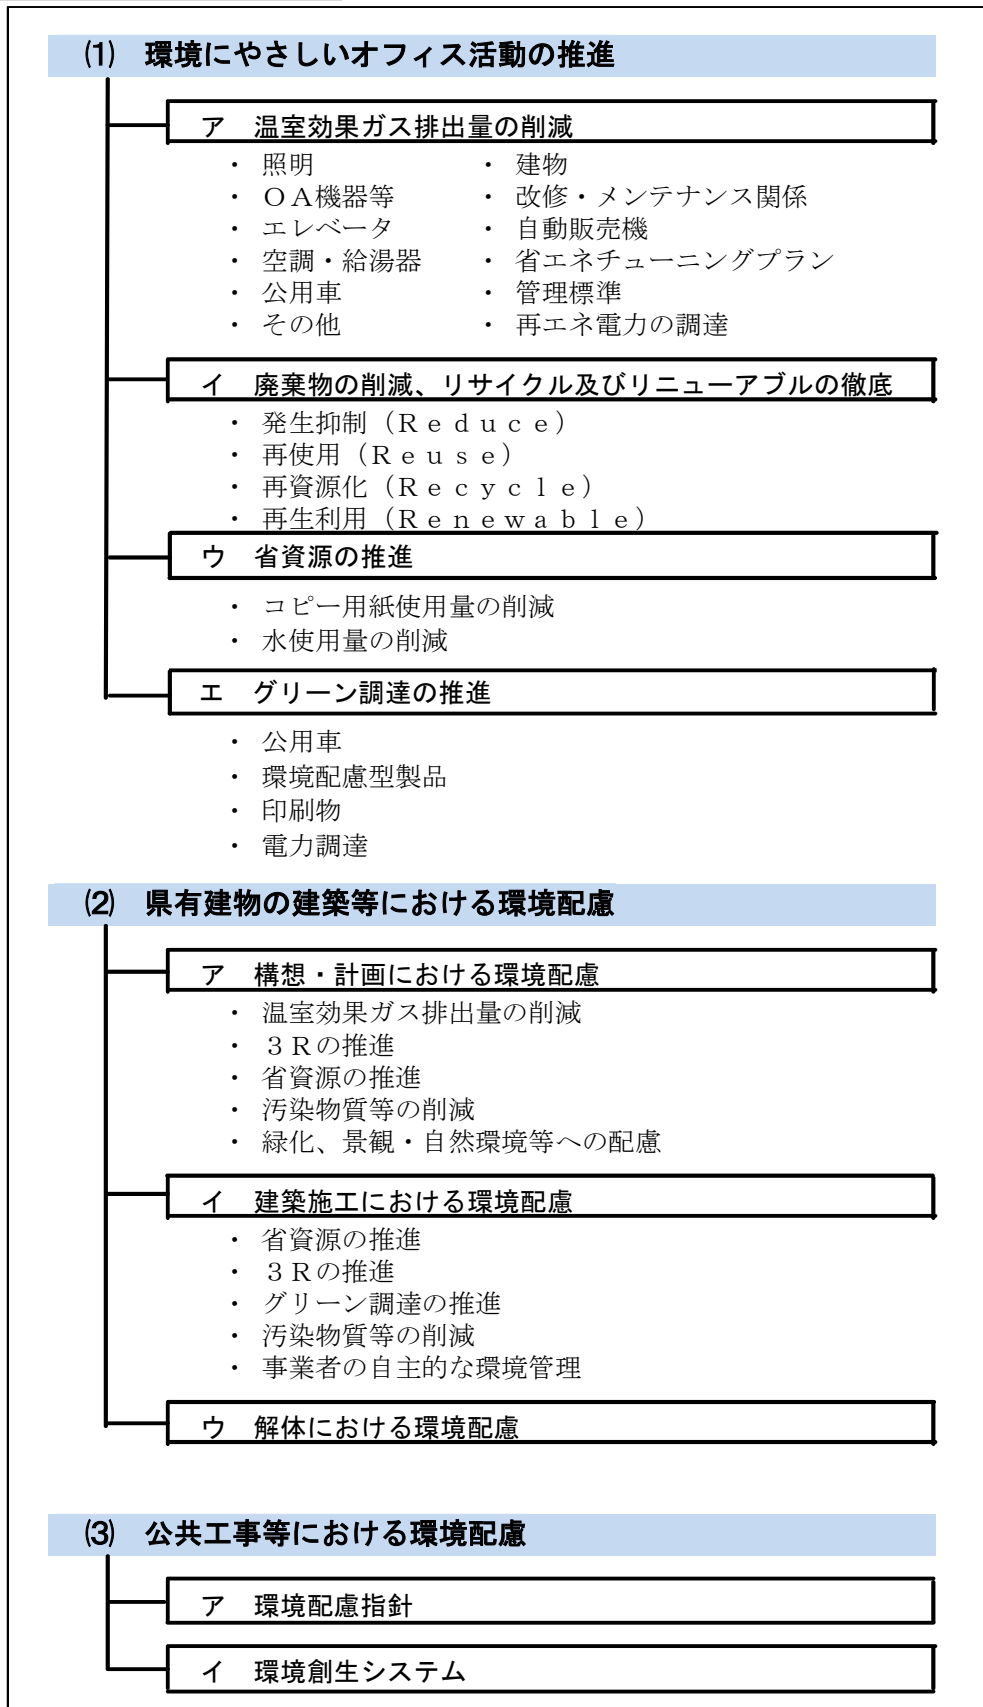 ⑴　環境にやさしいオフィス活動の推進
ア　温室効果ガス排出量の削減
・ 照明　・ 建物
・ ＯＡ機器等　・ 改修・メンテナンス関係
・ エレベータ　・ 自動販売機
・ 空調・給湯器　・ 省エネチューニングプラン
・ 公用車　・ 管理標準
・ その他　・ 再エネ電力の調達
イ　廃棄物の削減、リサイクル及びリニューアブルの徹底
・ 発生抑制（Ｒｅｄｕｃｅ）
・ 再使用（Ｒｅｕｓｅ）
・ 再資源化（Ｒｅｃｙｃｌｅ）
・ 再生利用（Ｒｅｎｅｗａｂｌｅ）
ウ　省資源の推進
・ コピー用紙使用量の削減
・ 水使用量の削減
エ　グリーン調達の推進
・ 公用車
・ 環境配慮型製品
・ 印刷物
・ 電力調達
⑵　県有建物の建築等における環境配慮
ア　構想・計画における環境配慮
・ 温室効果ガス排出量の削減
・ ３Ｒの推進
・ 省資源の推進
・ 汚染物質等の削減
・ 緑化、景観・自然環境等への配慮
イ　建築施工における環境配慮
・ 省資源の推進
・ ３Ｒの推進
・ グリーン調達の推進
・ 汚染物質等の削減
・ 事業者の自主的な環境管理
ウ　解体における環境配慮
⑶　公共工事等における環境配慮
ア　環境配慮指針
イ　環境創生システム